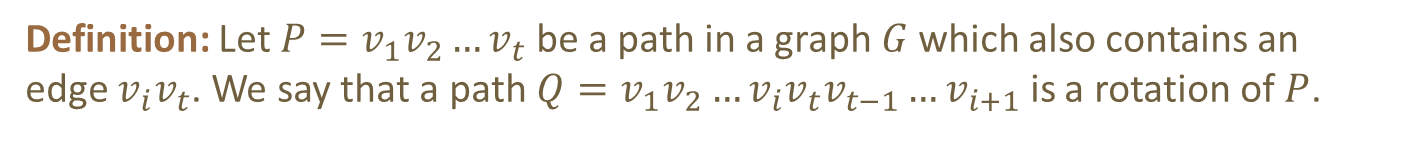 Definition: Let 𝑃 = 𝑣₁𝑣₂ … 𝑣ₜ be a path in a graph 𝐺 which also contains an
edge 𝑣ᵢ𝑣ₜ. We say that a path 𝑄 = 𝑣₁𝑣₂ … 𝑣ᵢ𝑣ₜ𝑣ₜ₋₁ … 𝑣ᵢ₊₁ is a rotation of 𝑃.